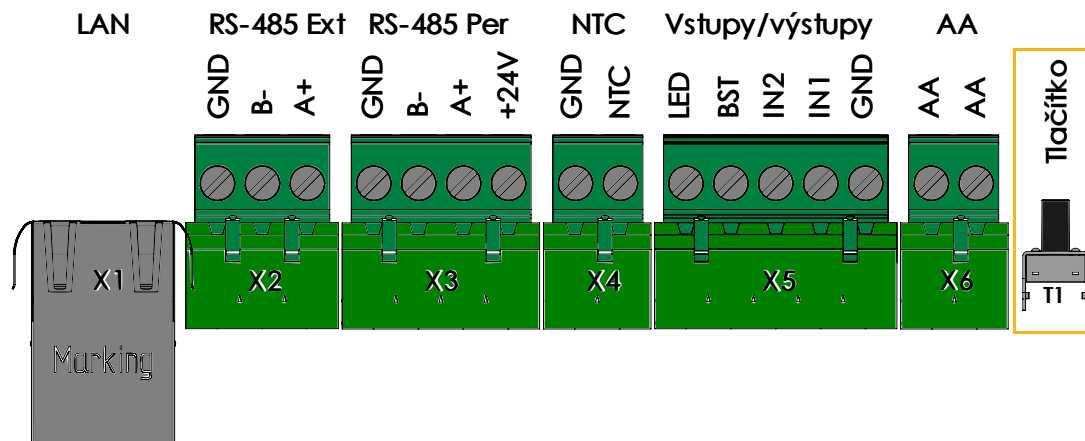 LAN RS-485 Ext RS-485 Per NTC Vstupy/výstupy AA
GND B- A+ GND B- A+ +24V GND NTC LED BST IN2 IN1 GND AA AA Tlačítko
X1 X2 X3 X4 X5 X6 T1
Marking